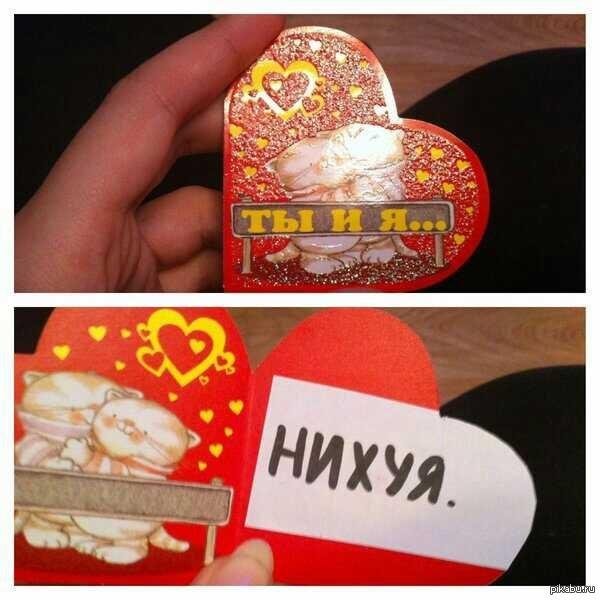 ты и я...
НИХУЯ.
pikabu.ru